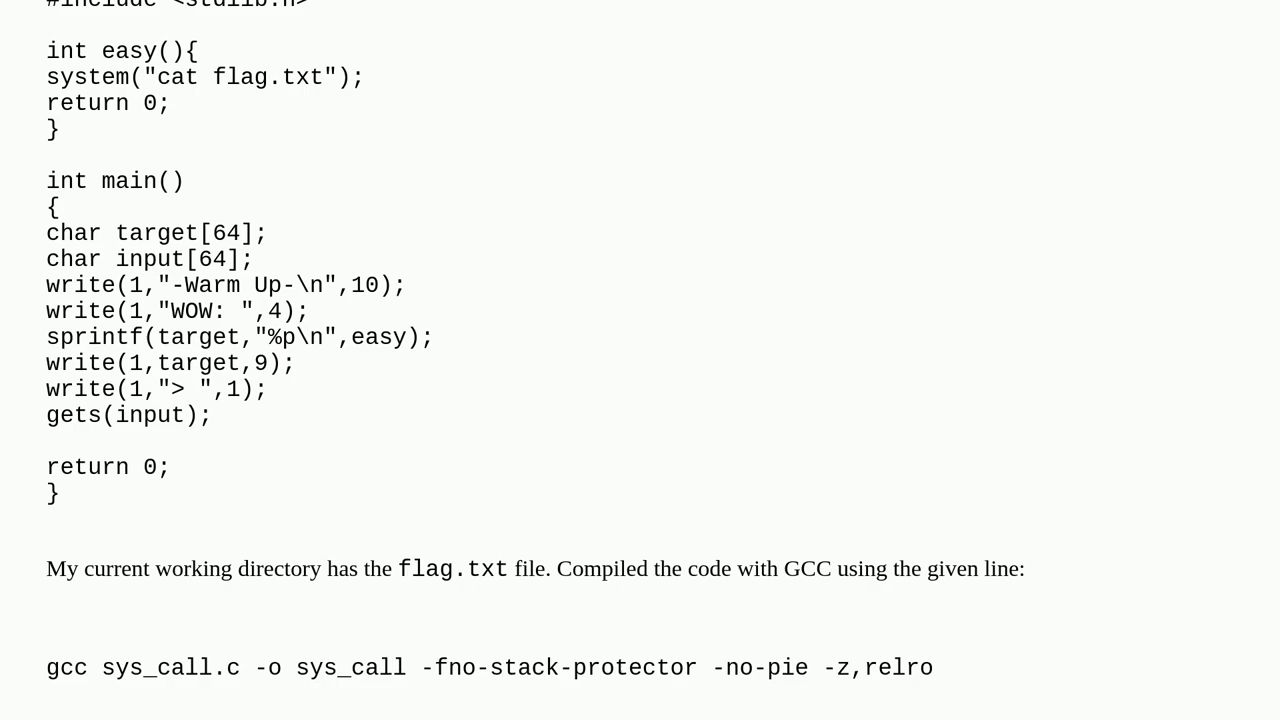 #include <stdlib.h>
int easy(){
system("cat flag.txt");
return 0;
}
int main()
{
char target[64];
char input[64];
write(1,"-Warm Up-\n",10);
write(1,"WOW: ",4);
sprintf(target,"%p\n",easy);
write(1,target,9);
write(1,"> ",1);
gets(input);
return 0;
}
My current working directory has the flag.txt file. Compiled the code with GCC using the given line:
gcc sys_call.c -o sys_call -fno-stack-protector -no-pie -z,relro